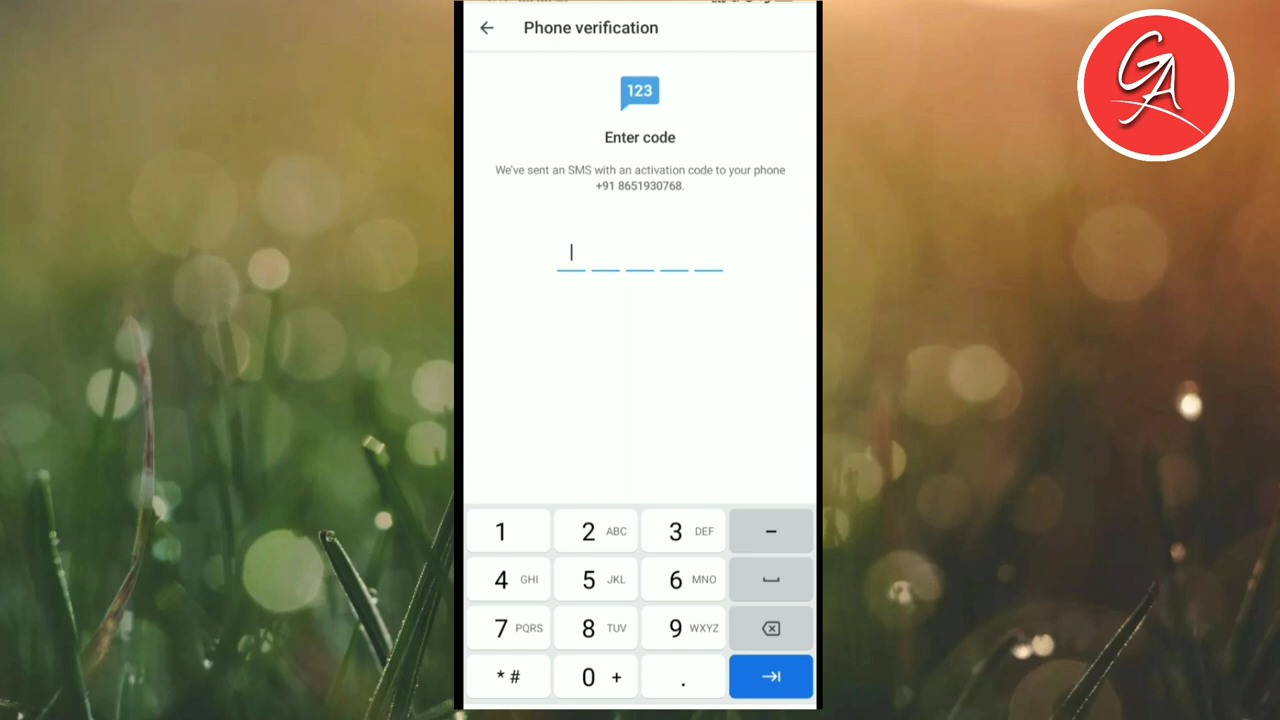 Phone verification
GA
123
Enter code
We've sent an SMS with an activation code to your phone
+91 8651930768.
1
2 ABC
3 DEF
–
4 GHI
5 JKL
6 MNO
7 PQRS
8 TUV
9 WXYZ
* #
0 +
.